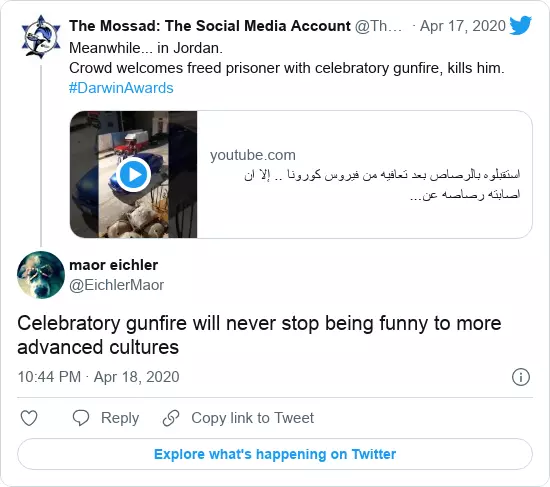 The Mossad: The Social Media Account @Th... · Apr 17, 2020
Meanwhile... in Jordan.
Crowd welcomes freed prisoner with celebratory gunfire, kills him.
#DarwinAwards
youtube.com
استقبلوه بالرصاص بعد تعافيه من فيروس كورونا .. إلا ان
اصابته رصاصه عن...
maor eichler
@EichlerMaor
Celebratory gunfire will never stop being funny to more
advanced cultures
10:44 PM · Apr 18, 2020
Reply
Copy link to Tweet
Explore what's happening on Twitter